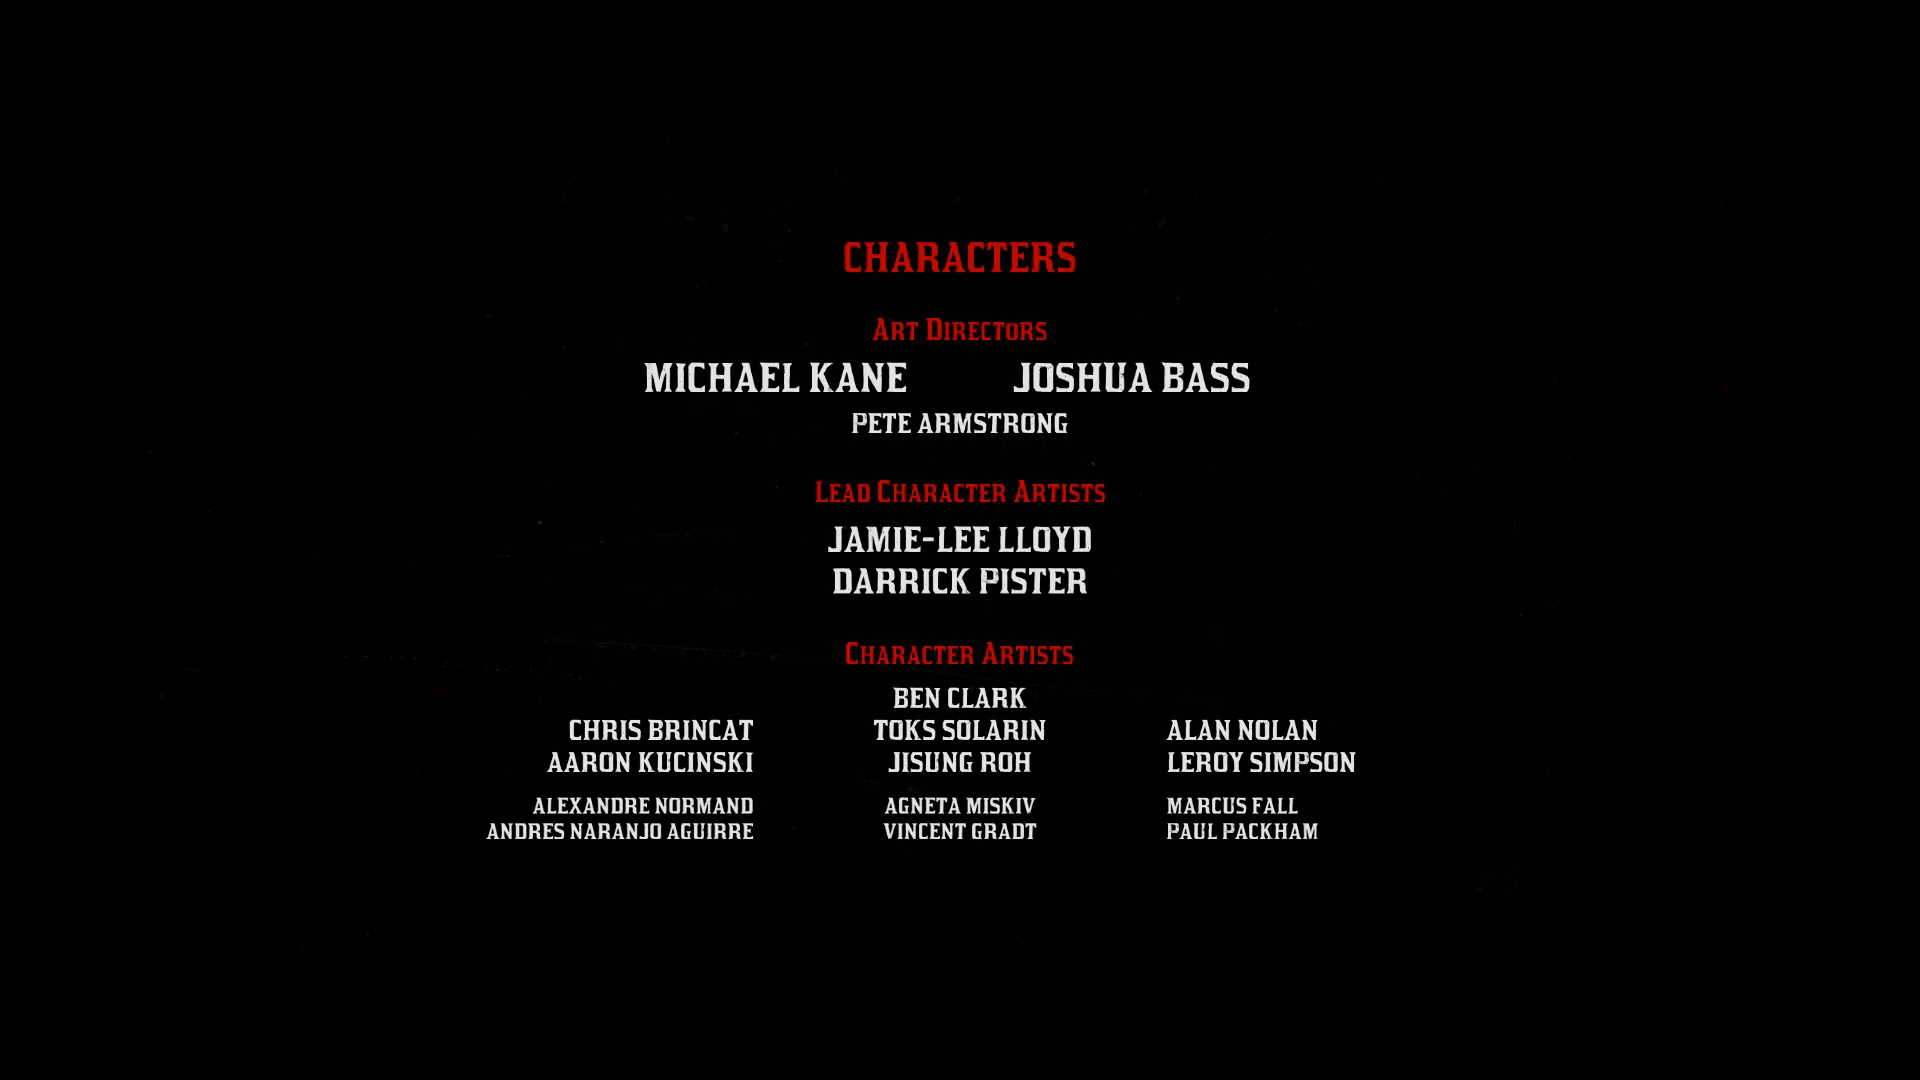 CHARACTERS
ART DIRECTORS
MICHAEL KANE JOSHUA BASS
PETE ARMSTRONG
LEAD CHARACTER ARTISTS
JAMIE-LEE LLOYD
DARRICK PISTER
CHARACTER ARTISTS
BEN CLARK
CHRIS BRINCAT TOKS SOLARIN ALAN NOLAN
AARON KUCINSKI JISUNG ROH LEROY SIMPSON
ALEXANDRE NORMAND AGNETA MISKIV MARCUS FALL
ANDRES NARANJO AGUIRRE VINCENT GRADT PAUL PACKHAM